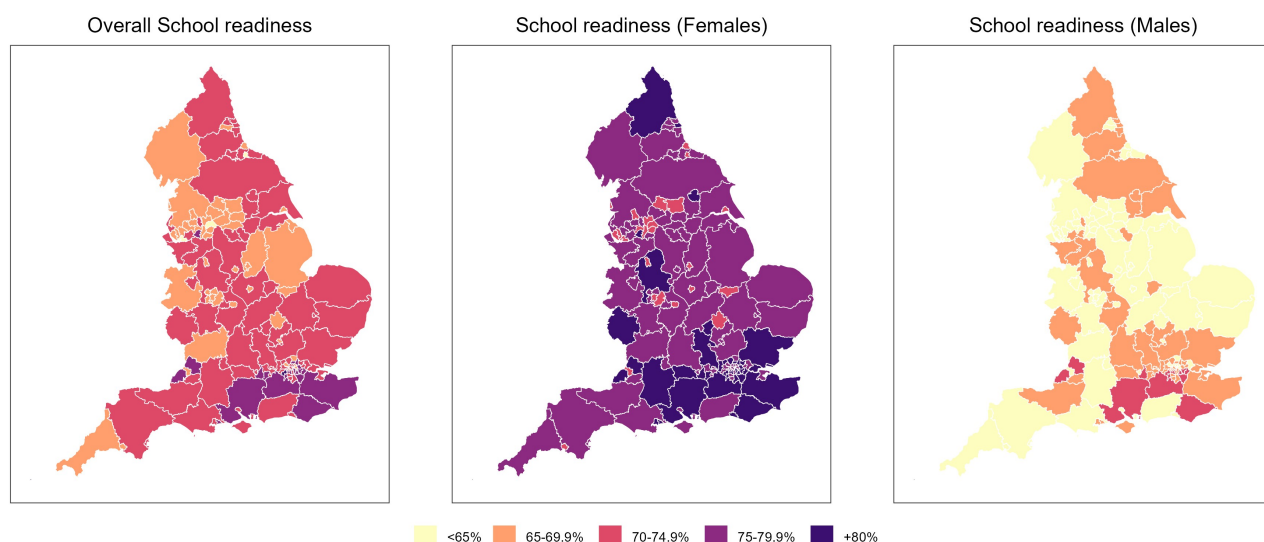 Overall School readiness
School readiness (Females)
School readiness (Males)
<65%
65-69.9%
70-74.9%
75-79.9%
+80%